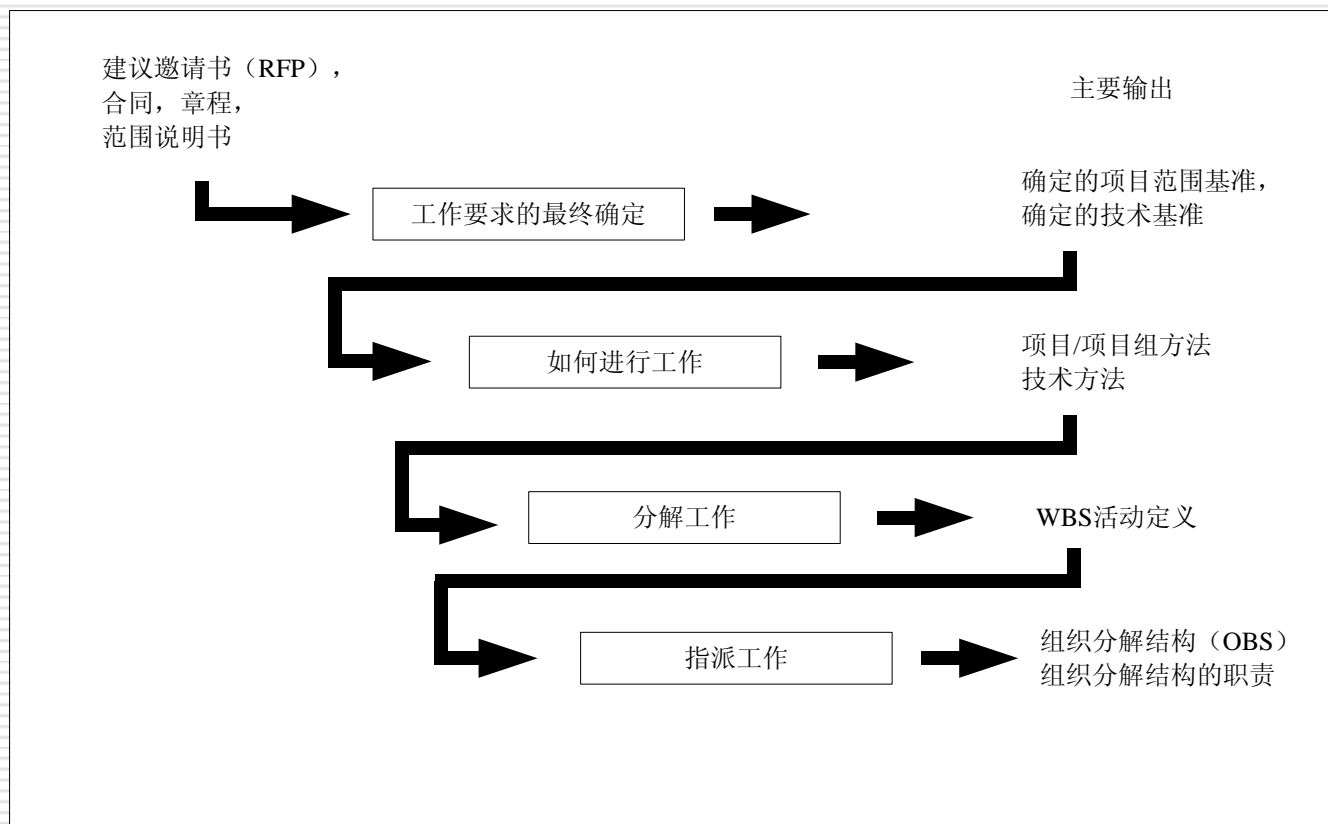 建议邀请书（RFP），
合同，章程，
范围说明书
主要输出
工作要求的最终确定
确定的项目范围基准，
确定的技术基准
如何进行工作
项目/项目组方法
技术方法
分解工作
WBS活动定义
指派工作
组织分解结构（OBS）
组织分解结构的职责